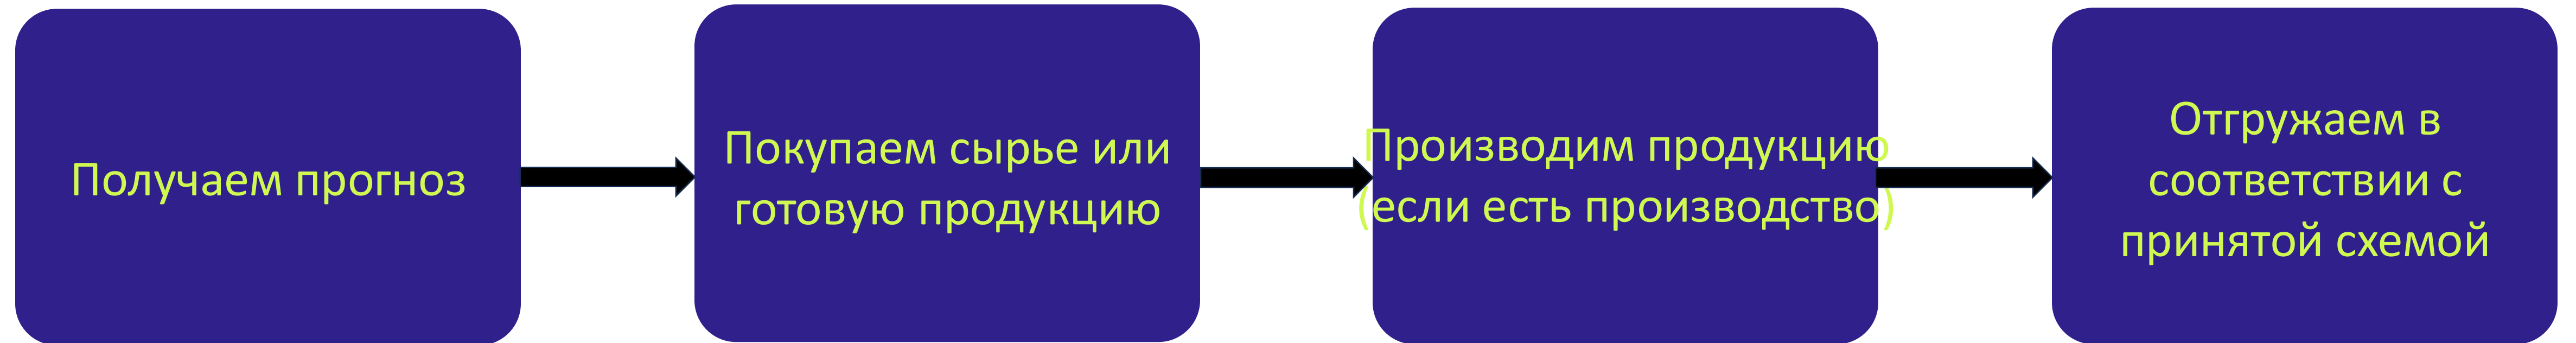 Получаем прогноз
Покупаем сырье или
готовую продукцию
Производим продукцию
(если есть производство)
Отгружаем в
соответствии с
принятой схемой